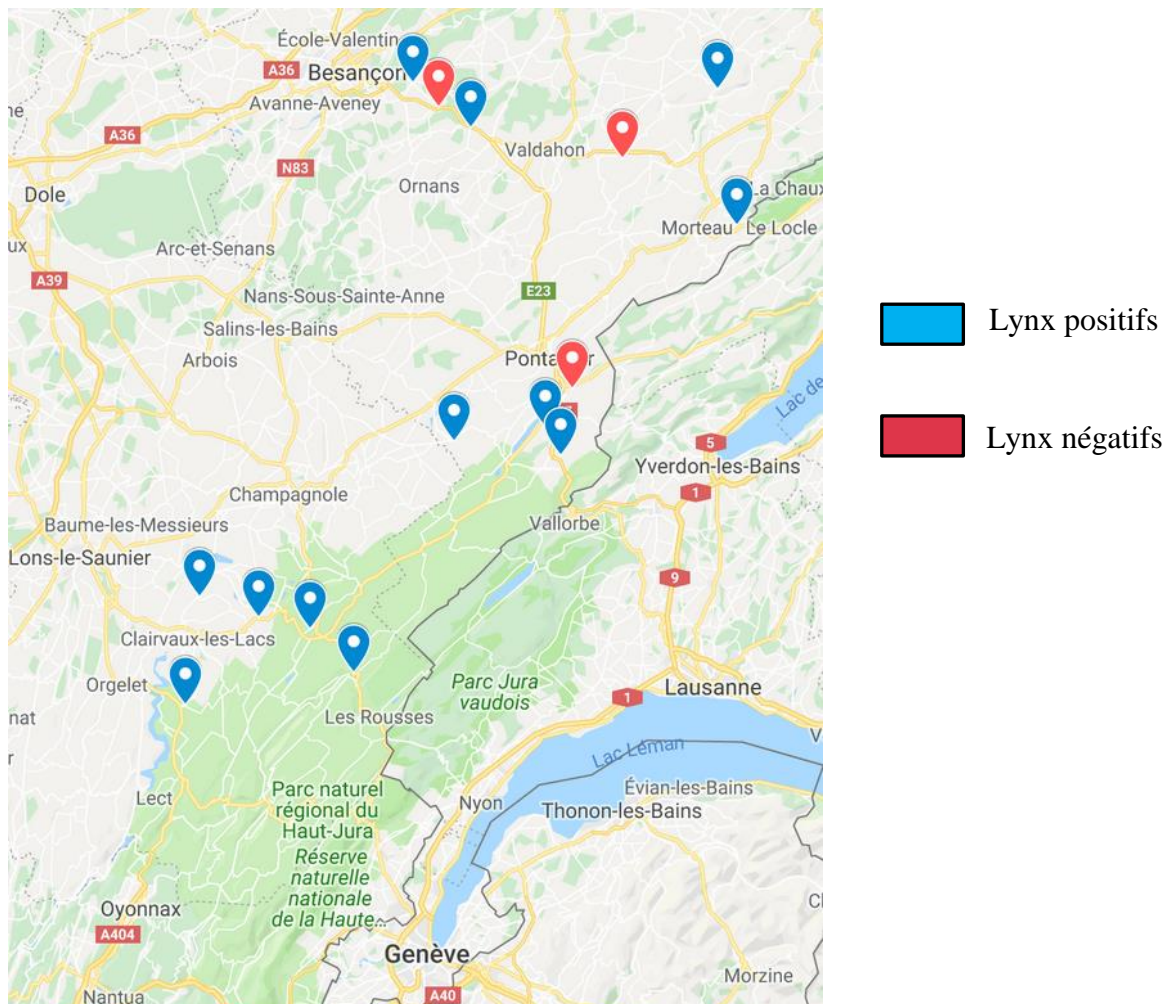 École-Valentin
A36
Besançon
Avanne-Aveney
ne
A36
Valdahon
N83
Ornans
Dole
La Chaux
Morteau
Le Locle
ux
Arc-et-Senans
A39
E23
Nans-Sous-Sainte-Anne
Salins-les-Bains
Lynx positifs
Arbois
Lac de
5
Lynx négatifs
Yverdon-les-Bains
1
Champagnole
Baume-les-Messieurs
Vallorbe
Lons-le-Saunier
9
Clairvaux-les-Lacs
Orgelet
Parc Jura
vaudois
Lausanne
1
nat
Les Rousses
V
r
Lac Léman
Parc naturel
régional du
Haut-Jura
Lect
Nyon
Évian-les-Bains
Thonon-les-Bains
Réserve
naturelle
nationale
de la Haute...
Oyonnax
A404
Genève
Morzine
Nantua
A40